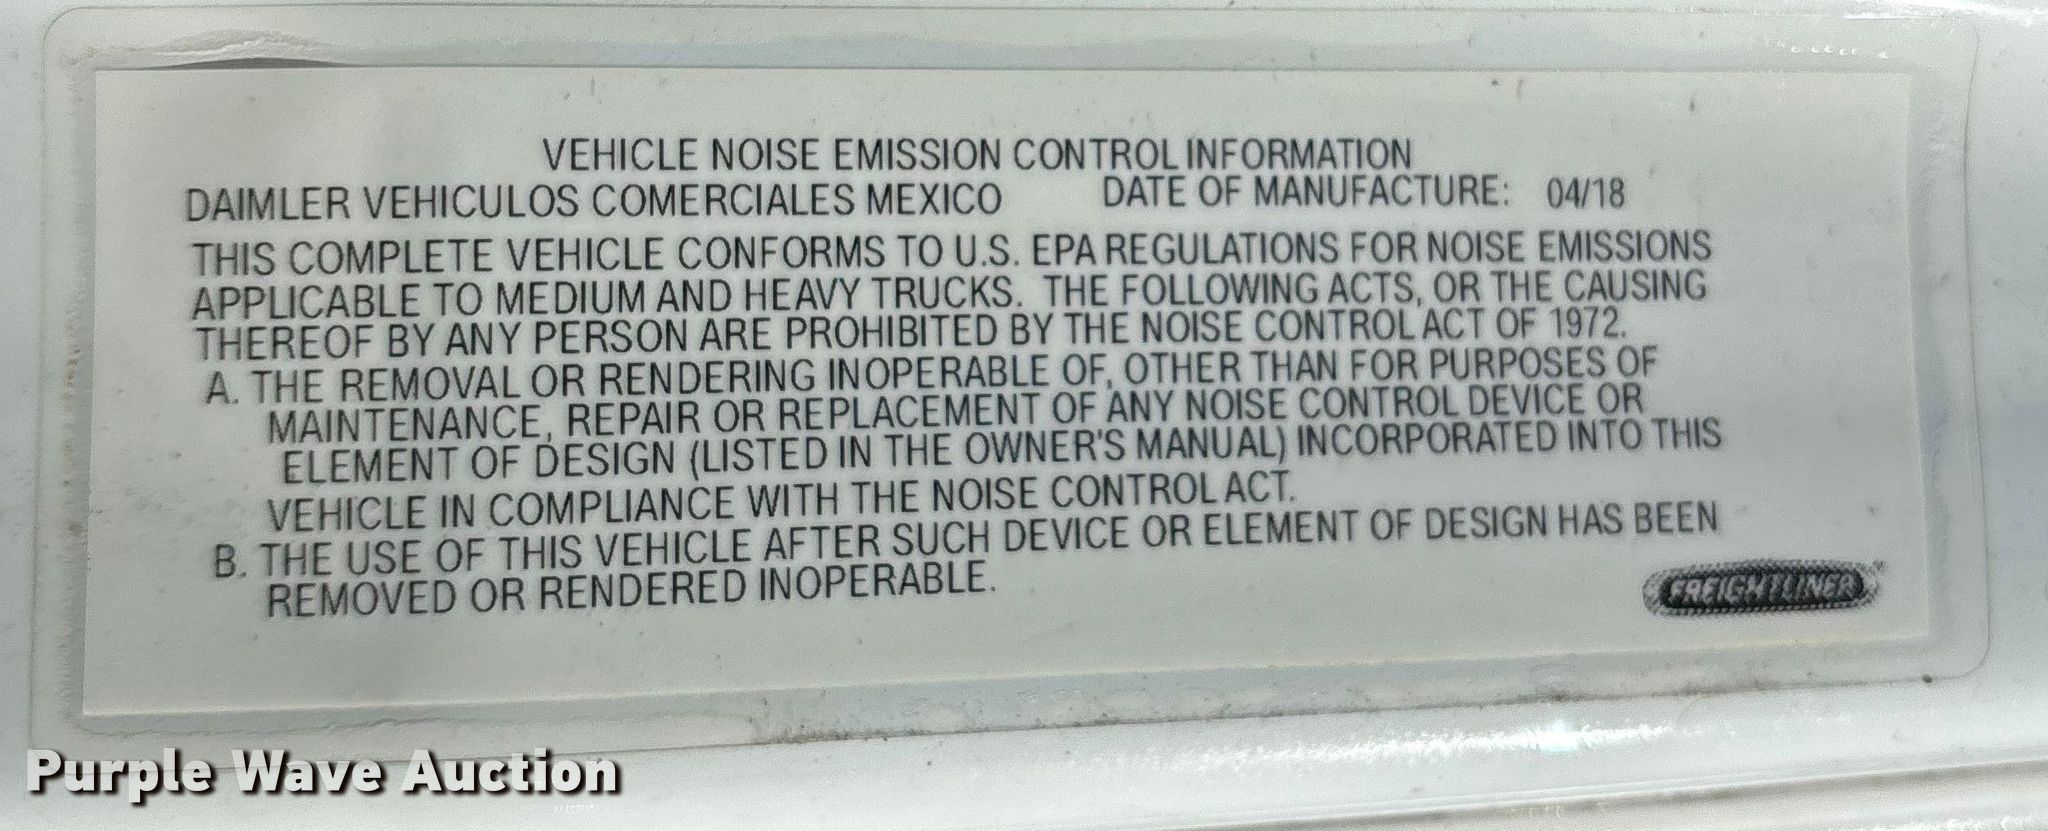 VEHICLE NOISE EMISSION CONTROL INFORMATION
DAIMLER VEHICULOS COMERCIALES MEXICO DATE OF MANUFACTURE: 04/18
THIS COMPLETE VEHICLE CONFORMS TO U.S. EPA REGULATIONS FOR NOISE EMISSIONS
APPLICABLE TO MEDIUM AND HEAVY TRUCKS. THE FOLLOWING ACTS, OR THE CAUSING
THEREOF BY ANY PERSON ARE PROHIBITED BY THE NOISE CONTROL ACT OF 1972.
A. THE REMOVAL OR RENDERING INOPERABLE OF, OTHER THAN FOR PURPOSES OF
MAINTENANCE, REPAIR OR REPLACEMENT OF ANY NOISE CONTROL DEVICE OR
ELEMENT OF DESIGN (LISTED IN THE OWNER'S MANUAL) INCORPORATED INTO THIS
VEHICLE IN COMPLIANCE WITH THE NOISE CONTROL ACT.
B. THE USE OF THIS VEHICLE AFTER SUCH DEVICE OR ELEMENT OF DESIGN HAS BEEN
REMOVED OR RENDERED INOPERABLE.
FREIGHTLINER
Purple Wave Auction